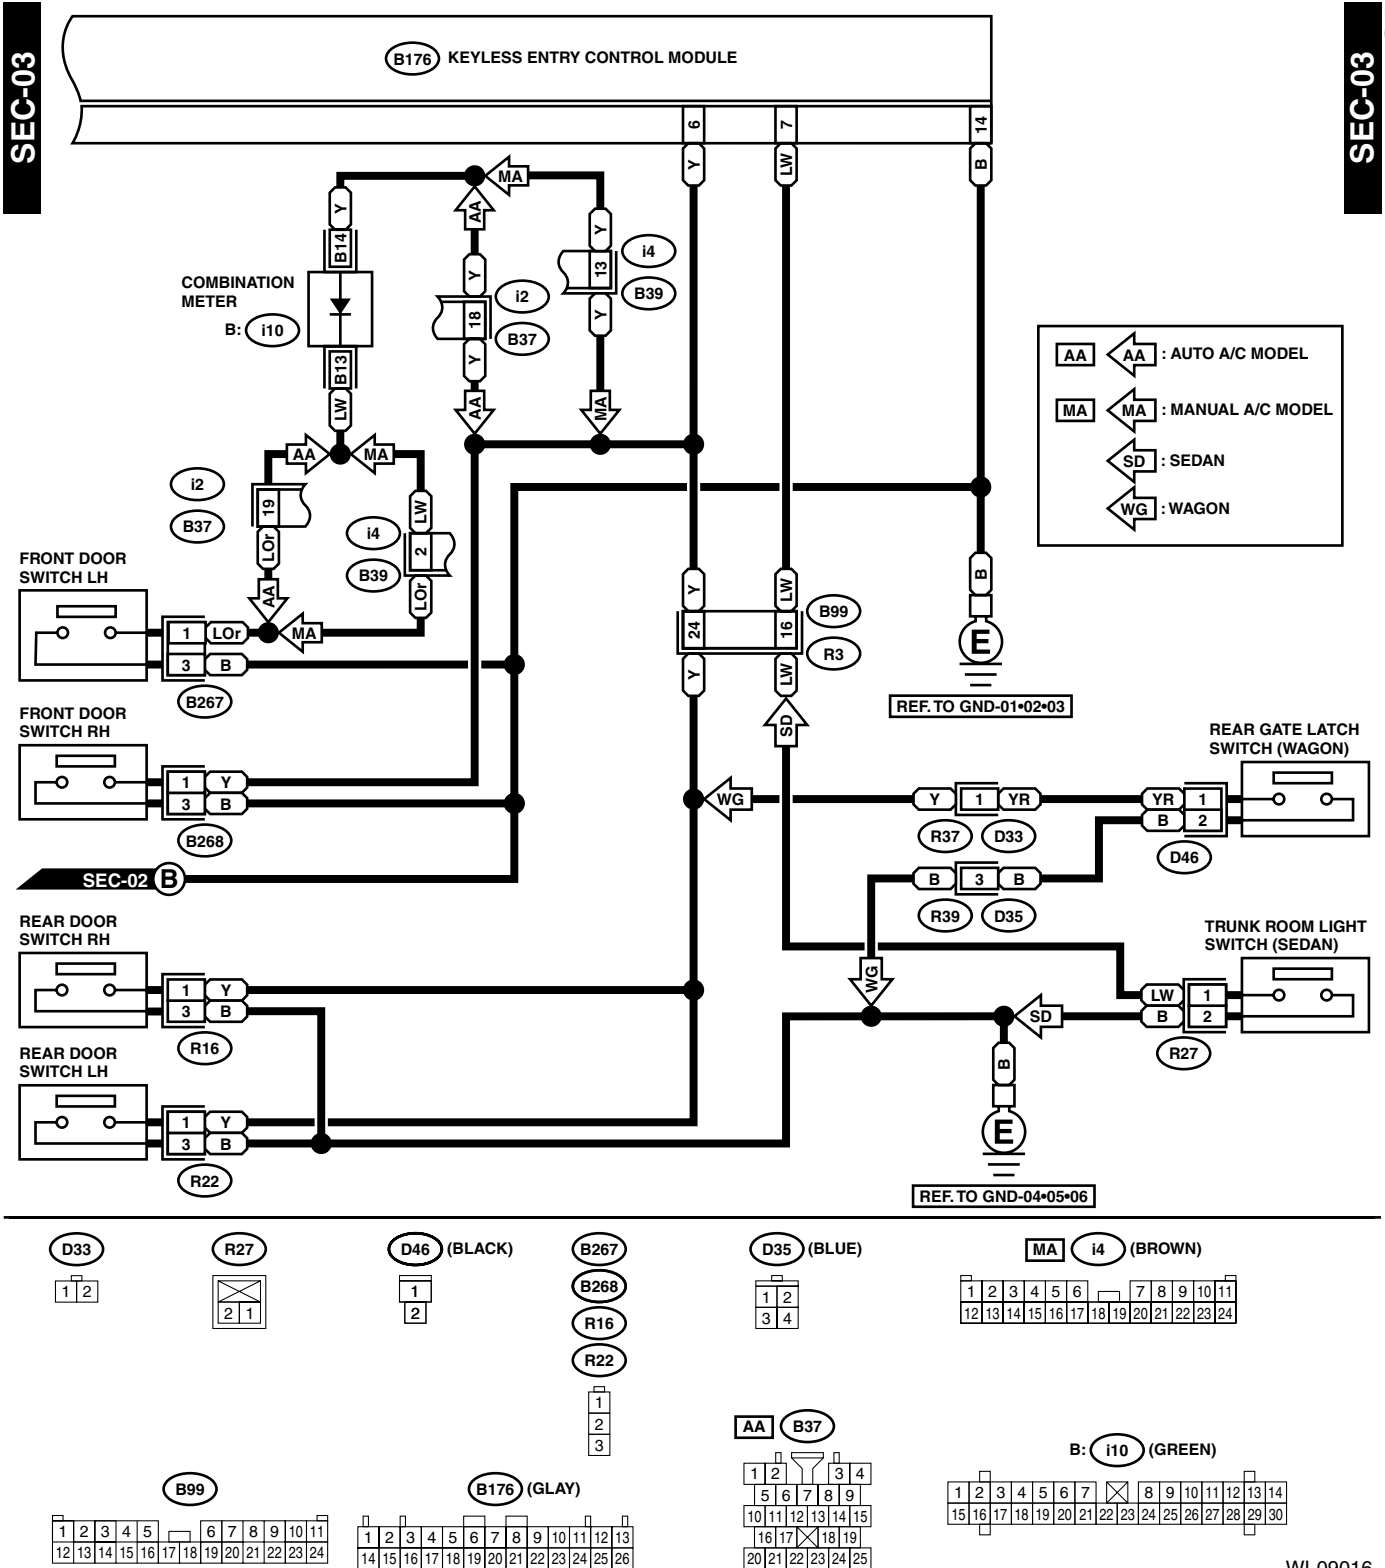 SEC-03
SEC-03
B176 KEYLESS ENTRY CONTROL MODULE
6 7 14
Y LW B
MA
Y AA Y
B14 Y 13 i4
COMBINATION
METER
B: i10
i2
18
B37
B39
Y
Y
B13
LW
AA MA
AA : AUTO A/C MODEL
AA
MA MA : MANUAL A/C MODEL
SD : SEDAN
WG : WAGON
AA MA
i2 19 LW
B37 LOr i4 2
B39 LOr
AA
FRONT DOOR
SWITCH LH
1 LOr MA
3 B
B267
Y LW B
24 16 B99
R3
Y LW
SD
E
REF. TO GND-01•02•03
FRONT DOOR
SWITCH RH
1 Y
3 B
B268
SEC-02 B
REAR GATE LATCH
SWITCH (WAGON)
WG Y 1 YR YR 1
B 2
R37 D33 D46
B 3 B
R39 D35
REAR DOOR
SWITCH RH
1 Y
3 B
R16
TRUNK ROOM LIGHT
SWITCH (SEDAN)
WG
LW 1
SD B 2
R27
REAR DOOR
SWITCH LH
1 Y
3 B
R22
B
E
REF. TO GND-04•05•06
D33
1 2
R27
2 1
D46 (BLACK)
1
2
B267
B268
R16
R22
1
2
3
D35 (BLUE)
1 2
3 4
MA i4 (BROWN)
1 2 3 4 5 6 7 8 9 10 11
12 13 14 15 16 17 18 19 20 21 22 23 24
B99
1 2 3 4 5 6 7 8 9 10 11
12 13 14 15 16 17 18 19 20 21 22 23 24
B176 (GLAY)
1 2 3 4 5 6 7 8 9 10 11 12 13
14 15 16 17 18 19 20 21 22 23 24 25 26
AA B37
1 2 3 4
5 6 7 8 9
10 11 12 13 14 15
16 17 18 19
20 21 22 23 24 25
B: i10 (GREEN)
1 2 3 4 5 6 7 8 9 10 11 12 13 14
15 16 17 18 19 20 21 22 23 24 25 26 27 28 29 30
WI-09016